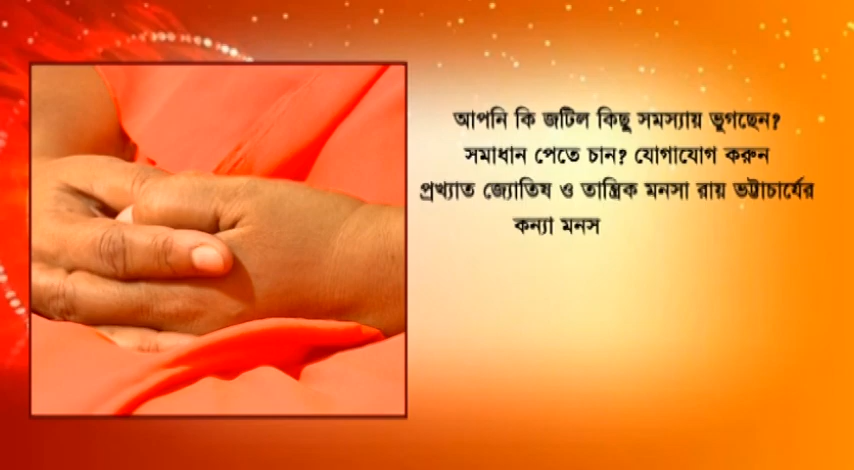 আপনি কি জটিল কিছু সমস্যায় ভুগছেন?
সমাধান পেতে চান? যোগাযোগ করুন
প্রখ্যাত জ্যোতিষ ও তান্ত্রিক মনসা রায় ভট্টাচার্যের
কন্যা মনস